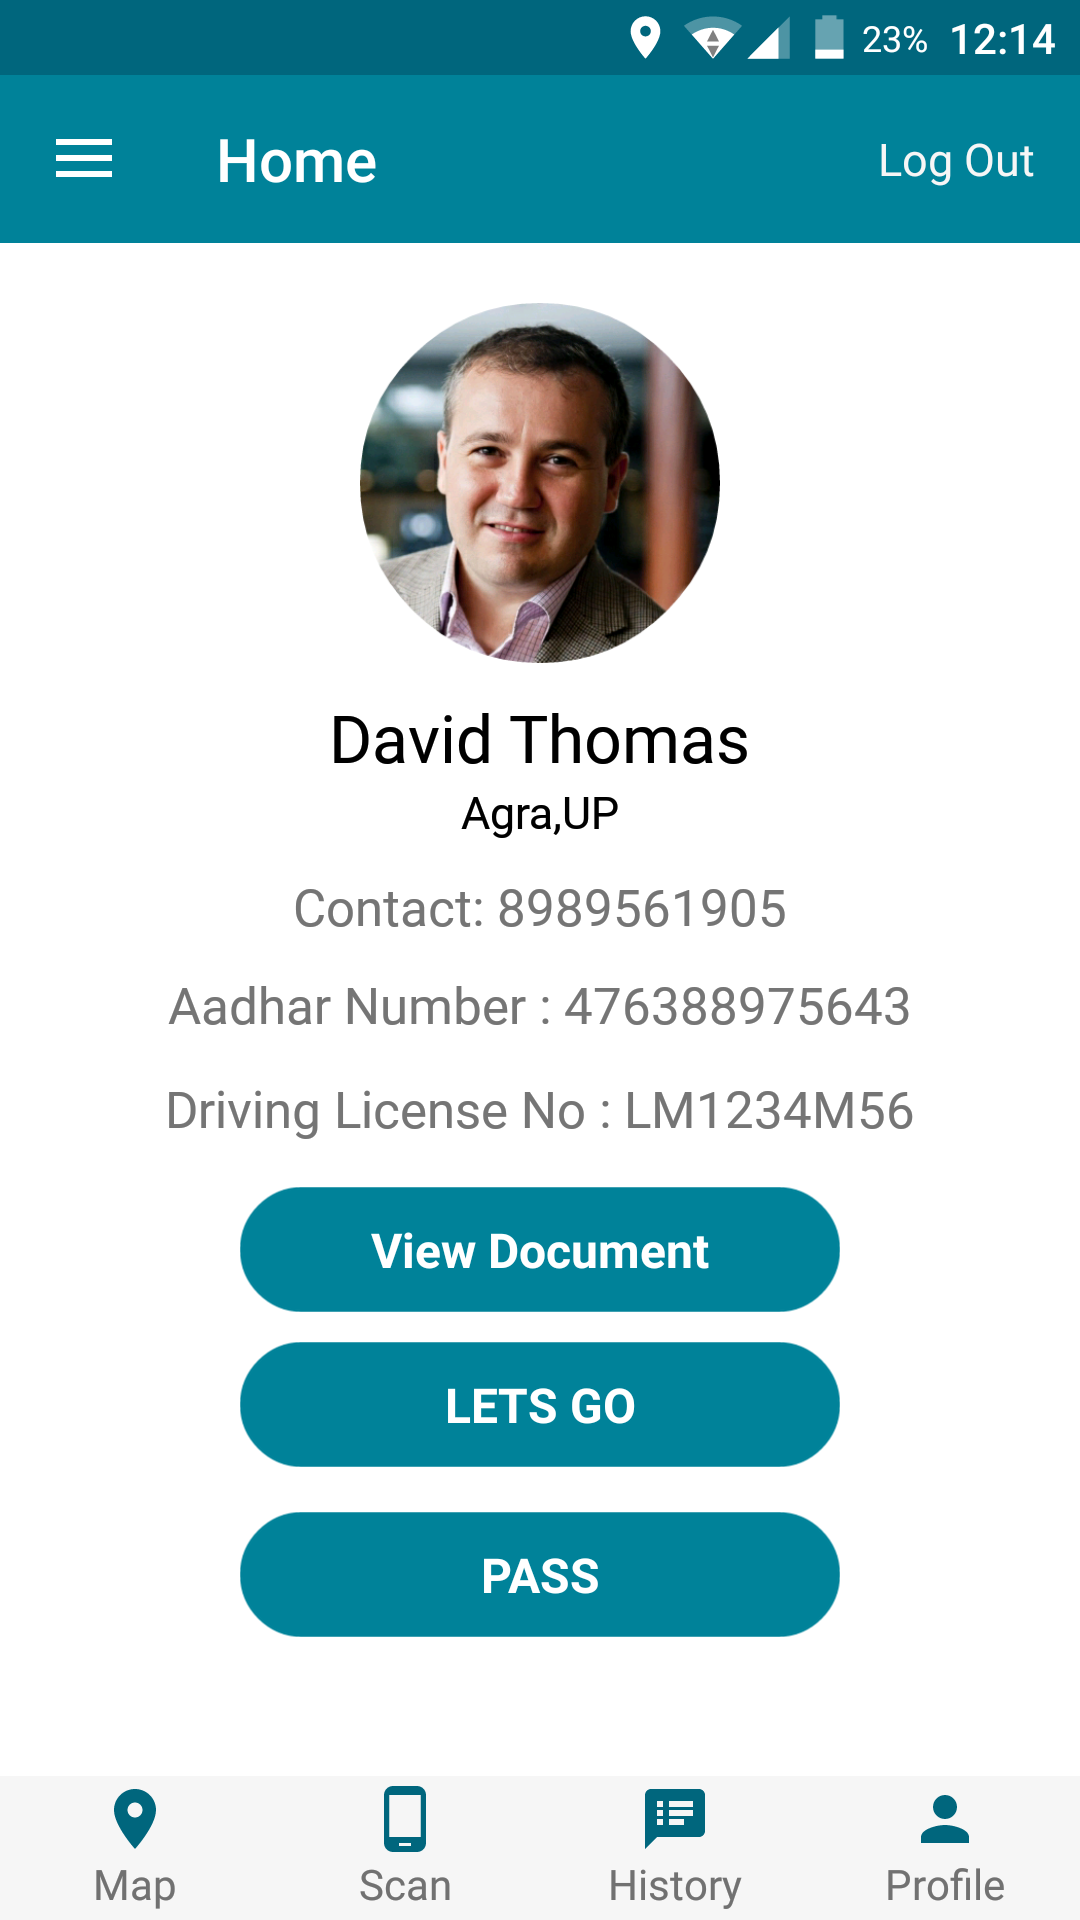 23% 12:14
Home
Log Out
David Thomas
Agra,UP
Contact: 8989561905
Aadhar Number : 476388975643
Driving License No : LM1234M56
View Document
LETS GO
PASS
Map Scan History Profile